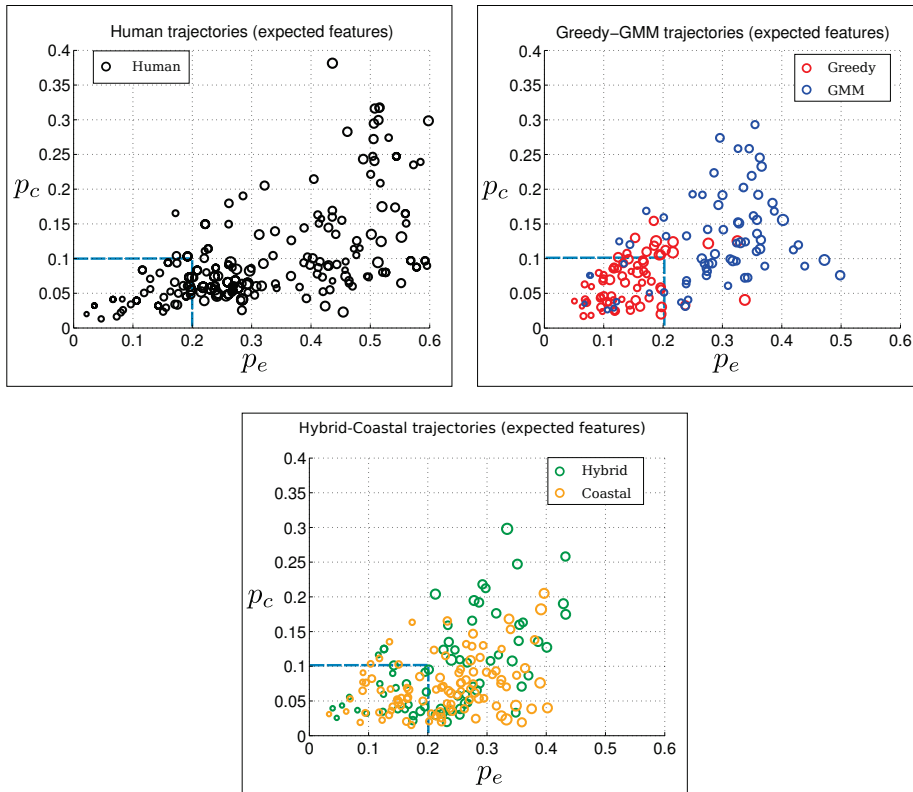 Human trajectories (expected features)
0.4
0.35
0.3
0.25
0.2
0.15
0.1
0.05
0
Human
p_c
0 0.1 0.2 0.3 0.4 0.5 0.6
p_e
Greedy−GMM trajectories (expected features)
0.4
0.35
0.3
0.25
0.2
0.15
0.1
0.05
0
Greedy
GMM
p_c
0 0.1 0.2 0.3 0.4 0.5 0.6
p_e
Hybrid-Coastal trajectories (expected features)
0.4
0.35
0.3
0.25
0.2
0.15
0.1
0.05
0
Hybrid
Coastal
p_c
0 0.1 0.2 0.3 0.4 0.5 0.6
p_e